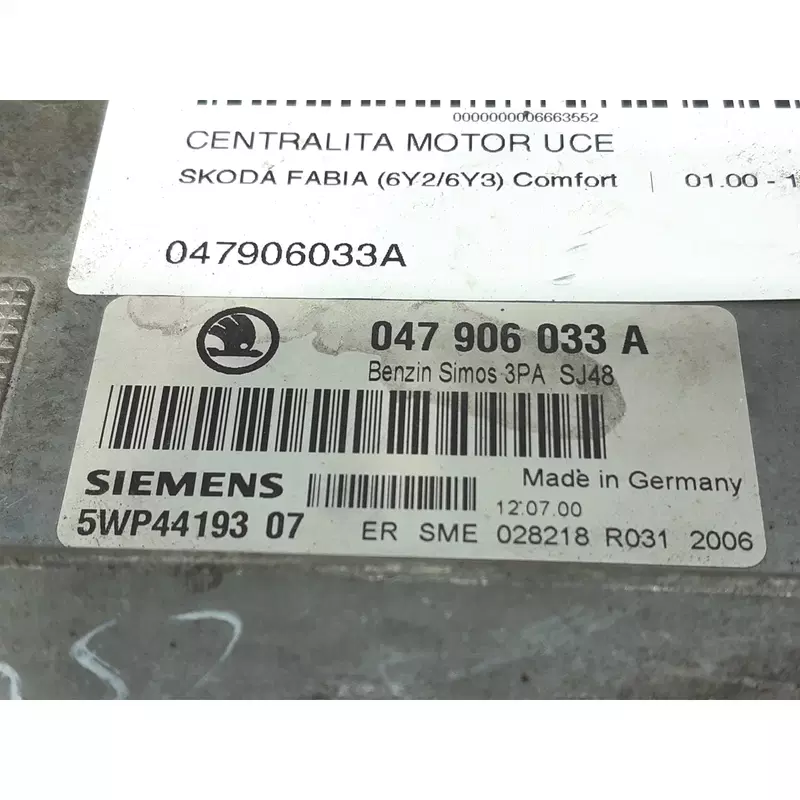 0000000006663552
CENTRALITA MOTOR UCE
SKODA FABIA (6Y2/6Y3) Comfort | 01.00 - 1
047906033A
047 906 033 A
Benzin Simos 3PA SJ48
SIEMENS
Made in Germany
12.07.00
5WP44193 07
ER SME 028218 R031 2006